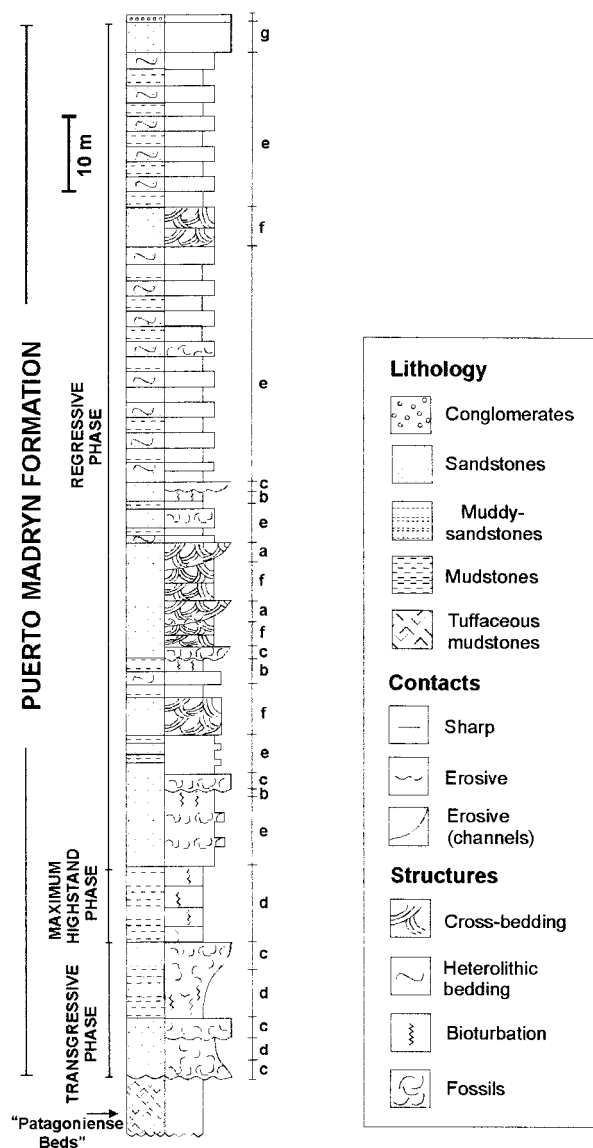 PUERTO MADRYN FORMATION
10 m
REGRESSIVE
PHASE
MAXIMUM
HIGHSTAND
PHASE
TRANSGRESSIVE
PHASE
"Patagoniense
Beds"
g
e
f
e
c
b
e
a
f
a
f
c
b
f
e
c
b
e
d
c
d
c
d
c
Lithology
Conglomerates
Sandstones
Muddy-
sandstones
Mudstones
Tuffaceous
mudstones
Contacts
Sharp
Erosive
Erosive
(channels)
Structures
Cross-bedding
Heterolithic
bedding
Bioturbation
Fossils